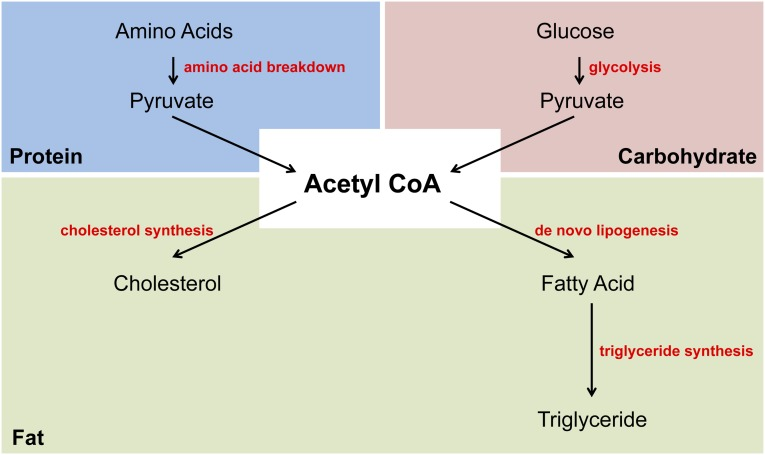 Amino Acids
amino acid breakdown
Pyruvate
Protein
Glucose
glycolysis
Pyruvate
Carbohydrate
Acetyl CoA
cholesterol synthesis
Cholesterol
de novo lipogenesis
Fatty Acid
triglyceride synthesis
Triglyceride
Fat